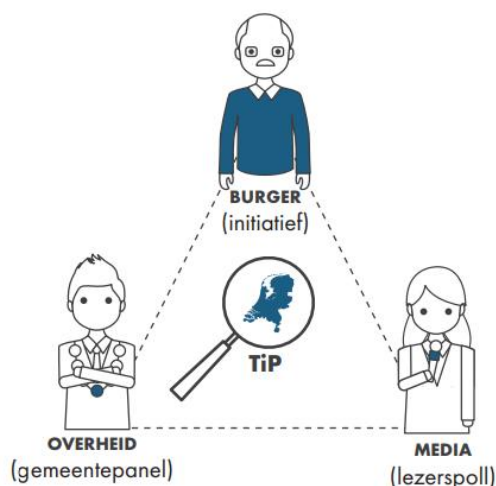 BURGER
(initiatief)
TiP
OVERHEID
(gemeentepanel)
MEDIA
(lezerspoll)